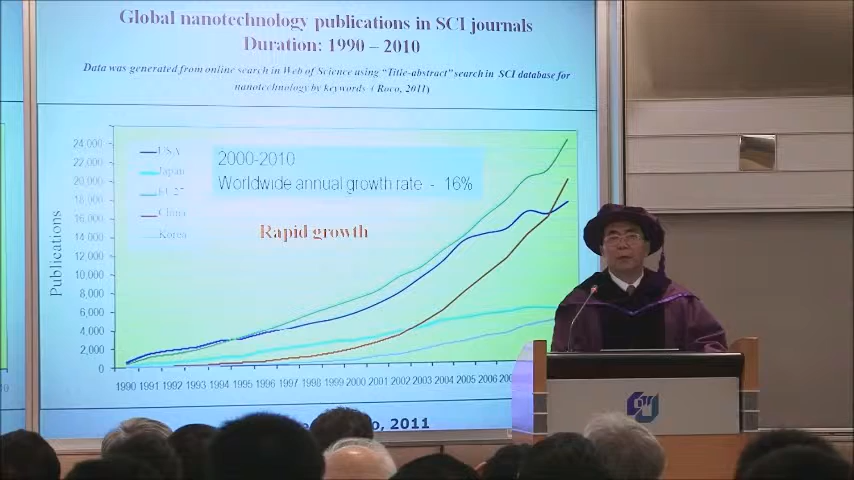 Global nanotechnology publications in SCI journals
Duration: 1990 – 2010
Data was generated from online search in Web of Science using "Title-abstract" search in SCI database for
nanotechnology by keywords ( Roco, 2011)
24,000
22,000
20,000
18,000
16,000
14,000
12,000
10,000
8,000
6,000
4,000
2,000
0
Publications
USA
Japan
EU27
China
Korea
2000-2010
Worldwide annual growth rate - 16%
Rapid growth
1990 1991 1992 1993 1994 1995 1996 1997 1998 1999 2000 2001 2002 2003 2004 2005 2006
2011